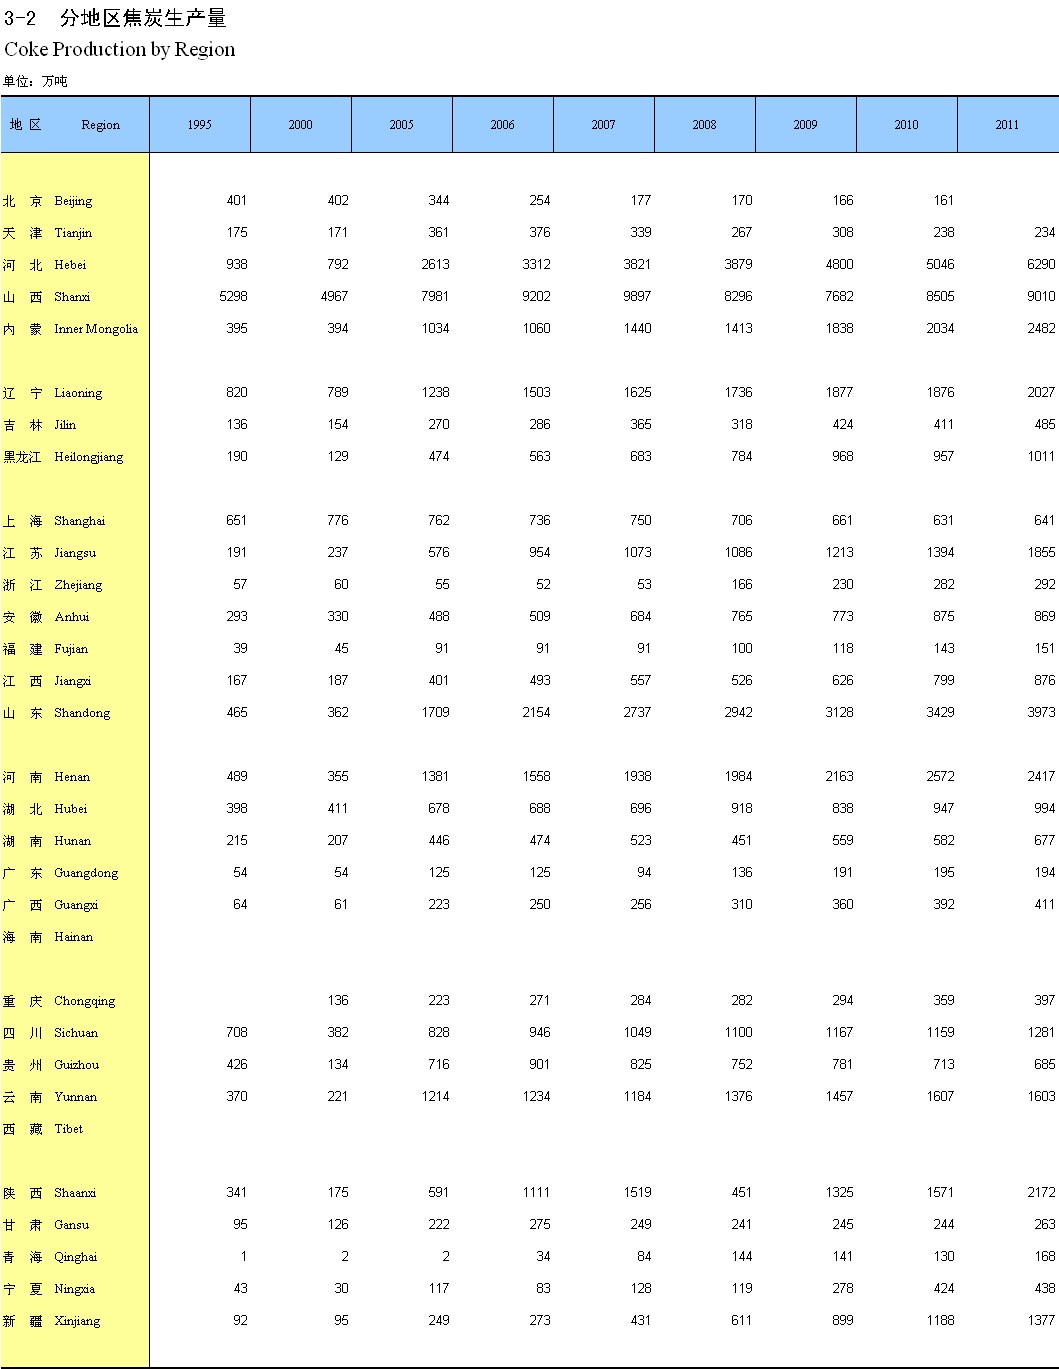 3-2 分地区焦炭生产量
Coke Production by Region
单位：万吨
地 区 Region 1995 2000 2005 2006 2007 2008 2009 2010 2011
北 京 Beijing 401 402 344 254 177 170 166 161
天 津 Tianjin 175 171 361 376 339 267 308 238 234
河 北 Hebei 938 792 2613 3312 3821 3879 4800 5046 6290
山 西 Shanxi 5298 4967 7981 9202 9897 8296 7682 8505 9010
内 蒙 Inner Mongolia 395 394 1034 1060 1440 1413 1838 2034 2482
辽 宁 Liaoning 820 789 1238 1503 1625 1736 1877 1876 2027
吉 林 Jilin 136 154 270 286 365 318 424 411 485
黑龙江 Heilongjiang 190 129 474 563 683 784 968 957 1011
上 海 Shanghai 651 776 762 736 750 706 661 631 641
江 苏 Jiangsu 191 237 576 954 1073 1086 1213 1394 1855
浙 江 Zhejiang 57 60 55 52 53 166 230 282 292
安 徽 Anhui 293 330 488 509 684 765 773 875 869
福 建 Fujian 39 45 91 91 91 100 118 143 151
江 西 Jiangxi 167 187 401 493 557 526 626 799 876
山 东 Shandong 465 362 1709 2154 2737 2942 3128 3429 3973
河 南 Henan 489 355 1381 1558 1938 1984 2163 2572 2417
湖 北 Hubei 398 411 678 688 696 918 838 947 994
湖 南 Hunan 215 207 446 474 523 451 559 582 677
广 东 Guangdong 54 54 125 125 94 136 191 195 194
广 西 Guangxi 64 61 223 250 256 310 360 392 411
海 南 Hainan
重 庆 Chongqing 136 223 271 284 282 294 359 397
四 川 Sichuan 708 382 828 946 1049 1100 1167 1159 1281
贵 州 Guizhou 426 134 716 901 825 752 781 713 685
云 南 Yunnan 370 221 1214 1234 1184 1376 1457 1607 1603
西 藏 Tibet
陕 西 Shaanxi 341 175 591 1111 1519 451 1325 1571 2172
甘 肃 Gansu 95 126 222 275 249 241 245 244 263
青 海 Qinghai 1 2 2 34 84 144 141 130 168
宁 夏 Ningxia 43 30 117 83 128 119 278 424 438
新 疆 Xinjiang 92 95 249 273 431 611 899 1188 1377